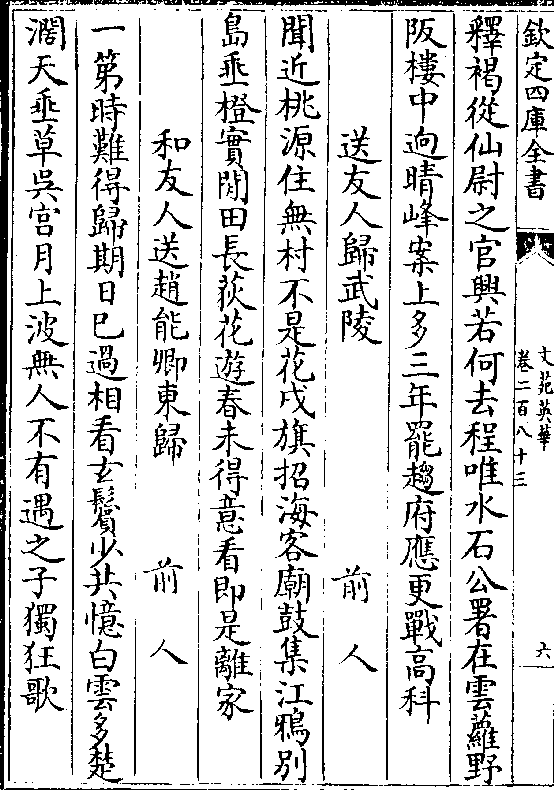 欽定四庫全書
文苑英華
卷二百八十三
六
釋褐從仙尉之官興若何去程唯水石公署在雲蘿野
阪樓中逈晴峰案上多三年罷趨府應更戰高科
送友人歸武陵 前人
聞近桃源住無村不是花戍旗招海客廟鼓集江鴉別
島垂橙實閒田長荻花遊春未得意看即是離家
和友人送趙能卿東歸 前人
一第時難得歸期日已過相看玄鬢少共憶白雲多楚
濶天垂草吳宫月上波無人不有遇之子獨狂歌